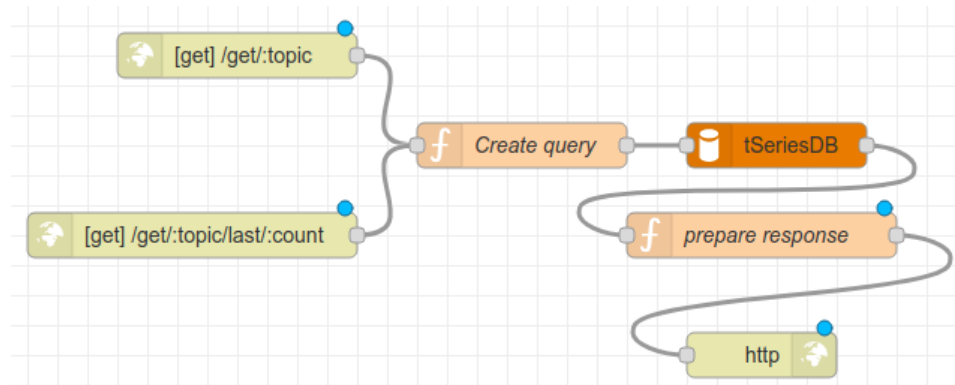 [get] /get/:topic
Create query
tSeriesDB
[get] /get/:topic/last/:count
prepare response
http